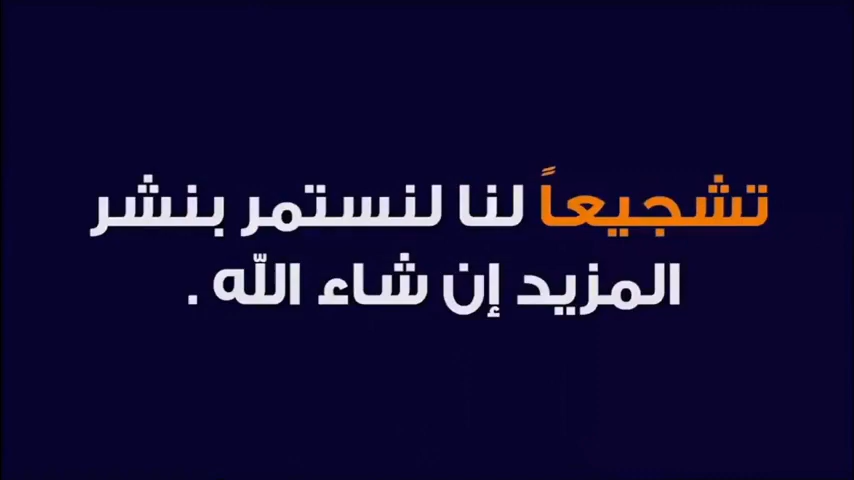 تشجيعاً لنا لنستمر بنشر
المزيد إن شاء الله .